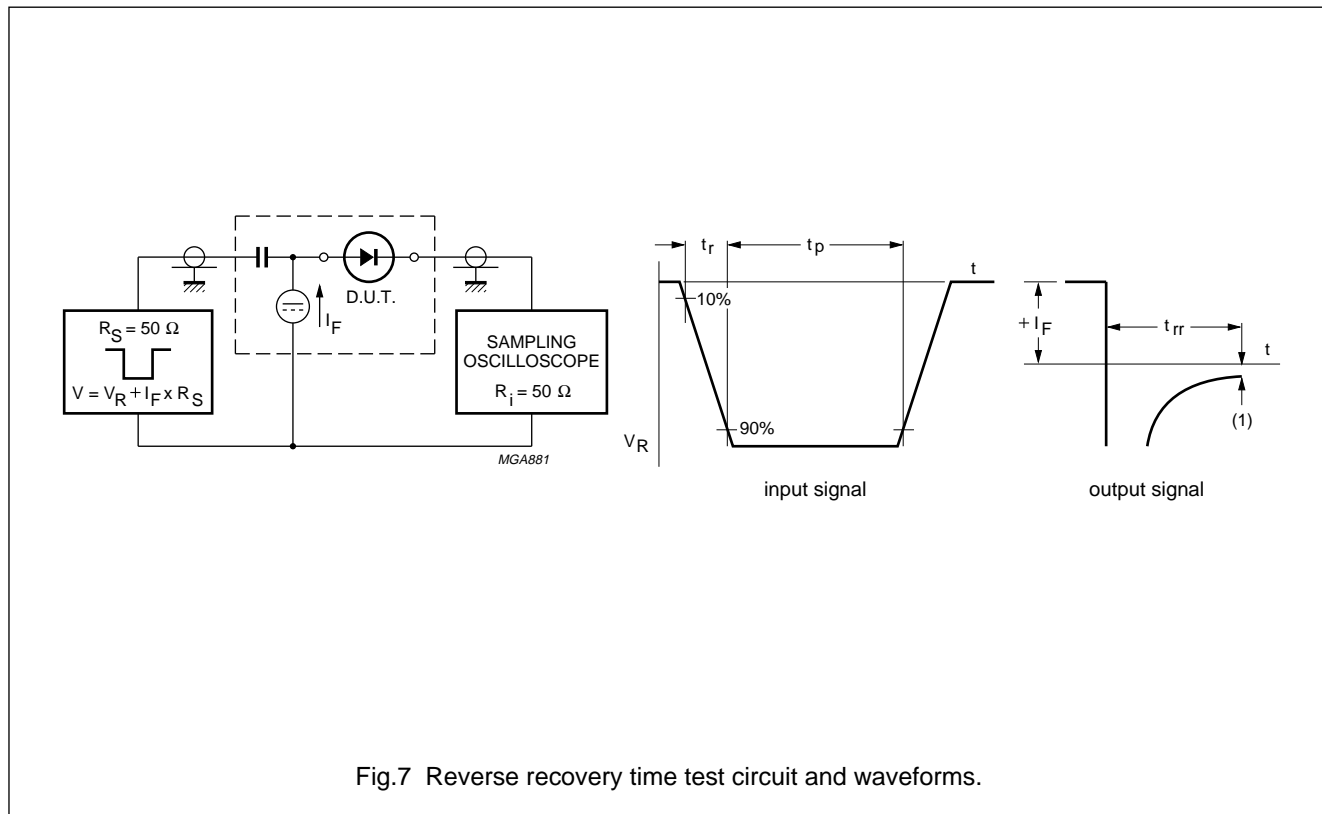 R_S = 50 Ω
V = V_R + I_F x R_S
I_F
D.U.T.
SAMPLING
OSCILLOSCOPE
R_i = 50 Ω
MGA881
t_r
t_p
t
10%
90%
V_R
input signal
+ I_F
t_rr
t
(1)
output signal
Fig.7 Reverse recovery time test circuit and waveforms.